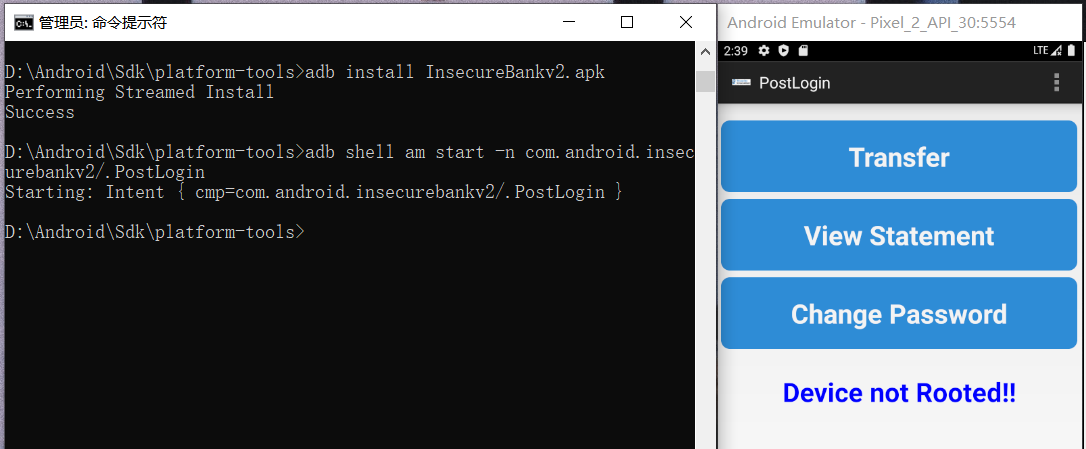 管理员: 命令提示符
D:\Android\Sdk\platform-tools>adb install InsecureBankv2.apk
Performing Streamed Install
Success
D:\Android\Sdk\platform-tools>adb shell am start -n com.android.insec
urebankv2/.PostLogin
Starting: Intent { cmp=com.android.insecurebankv2/.PostLogin }
D:\Android\Sdk\platform-tools>
Android Emulator - Pixel_2_API_30:5554
2:39 LTE
PostLogin
Transfer
View Statement
Change Password
Device not Rooted!!